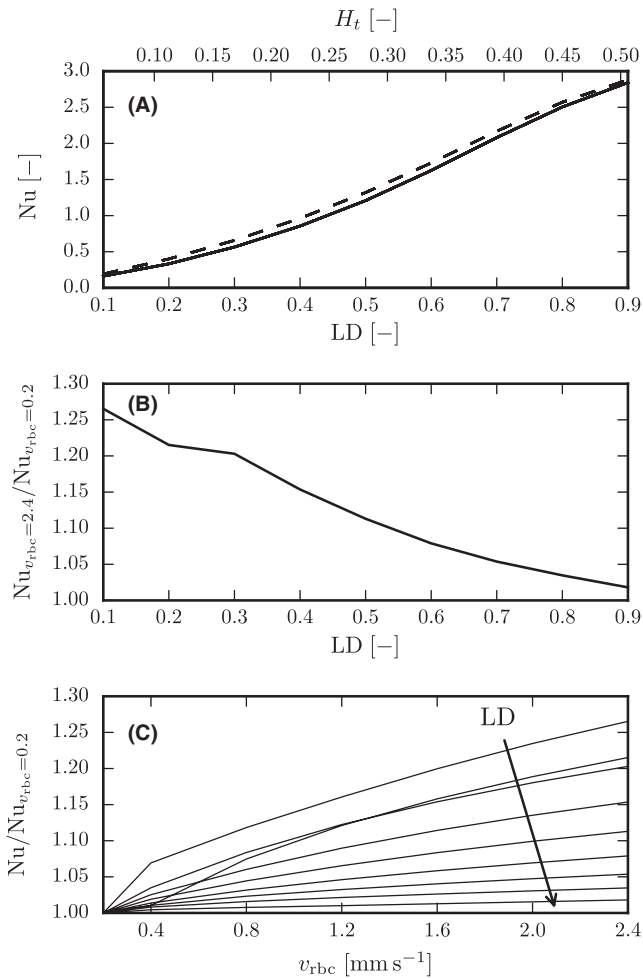 H_t [−]
0.10 0.15 0.20 0.25 0.30 0.35 0.40 0.45 0.50
(A)
Nu [−]
3.0
2.5
2.0
1.5
1.0
0.5
0.0
0.1 0.2 0.3 0.4 0.5 0.6 0.7 0.8 0.9
LD [−]
(B)
Nu_{v_rbc=2.4}/Nu_{v_rbc=0.2}
1.30
1.25
1.20
1.15
1.10
1.05
1.00
0.1 0.2 0.3 0.4 0.5 0.6 0.7 0.8 0.9
LD [−]
(C)
LD
Nu/Nu_{v_rbc=0.2}
1.30
1.25
1.20
1.15
1.10
1.05
1.00
0.4 0.8 1.2 1.6 2.0 2.4
v_rbc [mm s⁻¹]